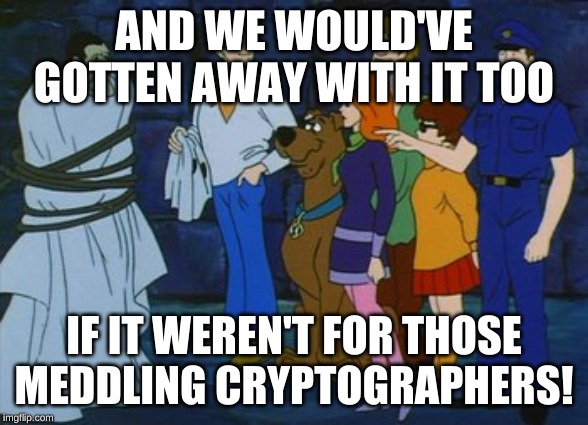 AND WE WOULD'VE
GOTTEN AWAY WITH IT TOO
IF IT WEREN'T FOR THOSE
MEDDLING CRYPTOGRAPHERS!
imgflip.com